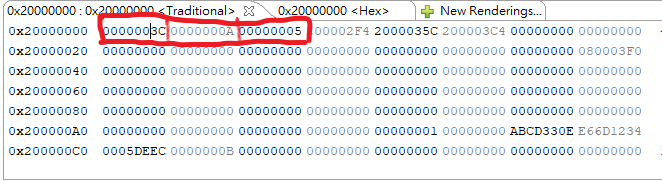 0x20000000 : 0x20000000 <Traditional> 0x20000000 <Hex> New Renderings...
0x20000000 0000003C 0000000A 00000005 000002F4 2000035C 200003C4 00000000 00000000
0x20000020 00000000 00000000 00000000 00000000 00000000 00000000 00000000 080003F0
0x20000040 00000000 00000000 00000000 00000000 00000000 00000000 00000000 00000000
0x20000060 00000000 00000000 00000000 00000000 00000000 00000000 00000000 00000000
0x20000080 00000000 00000000 00000000 00000000 00000000 00000000 00000000 00000000
0x200000A0 00000000 00000000 00000000 00000000 00000001 00000000 ABCD330E E66D1234
0x200000C0 0005DEEC 0000000B 00000000 00000000 00000000 00000000 00000000 00000000